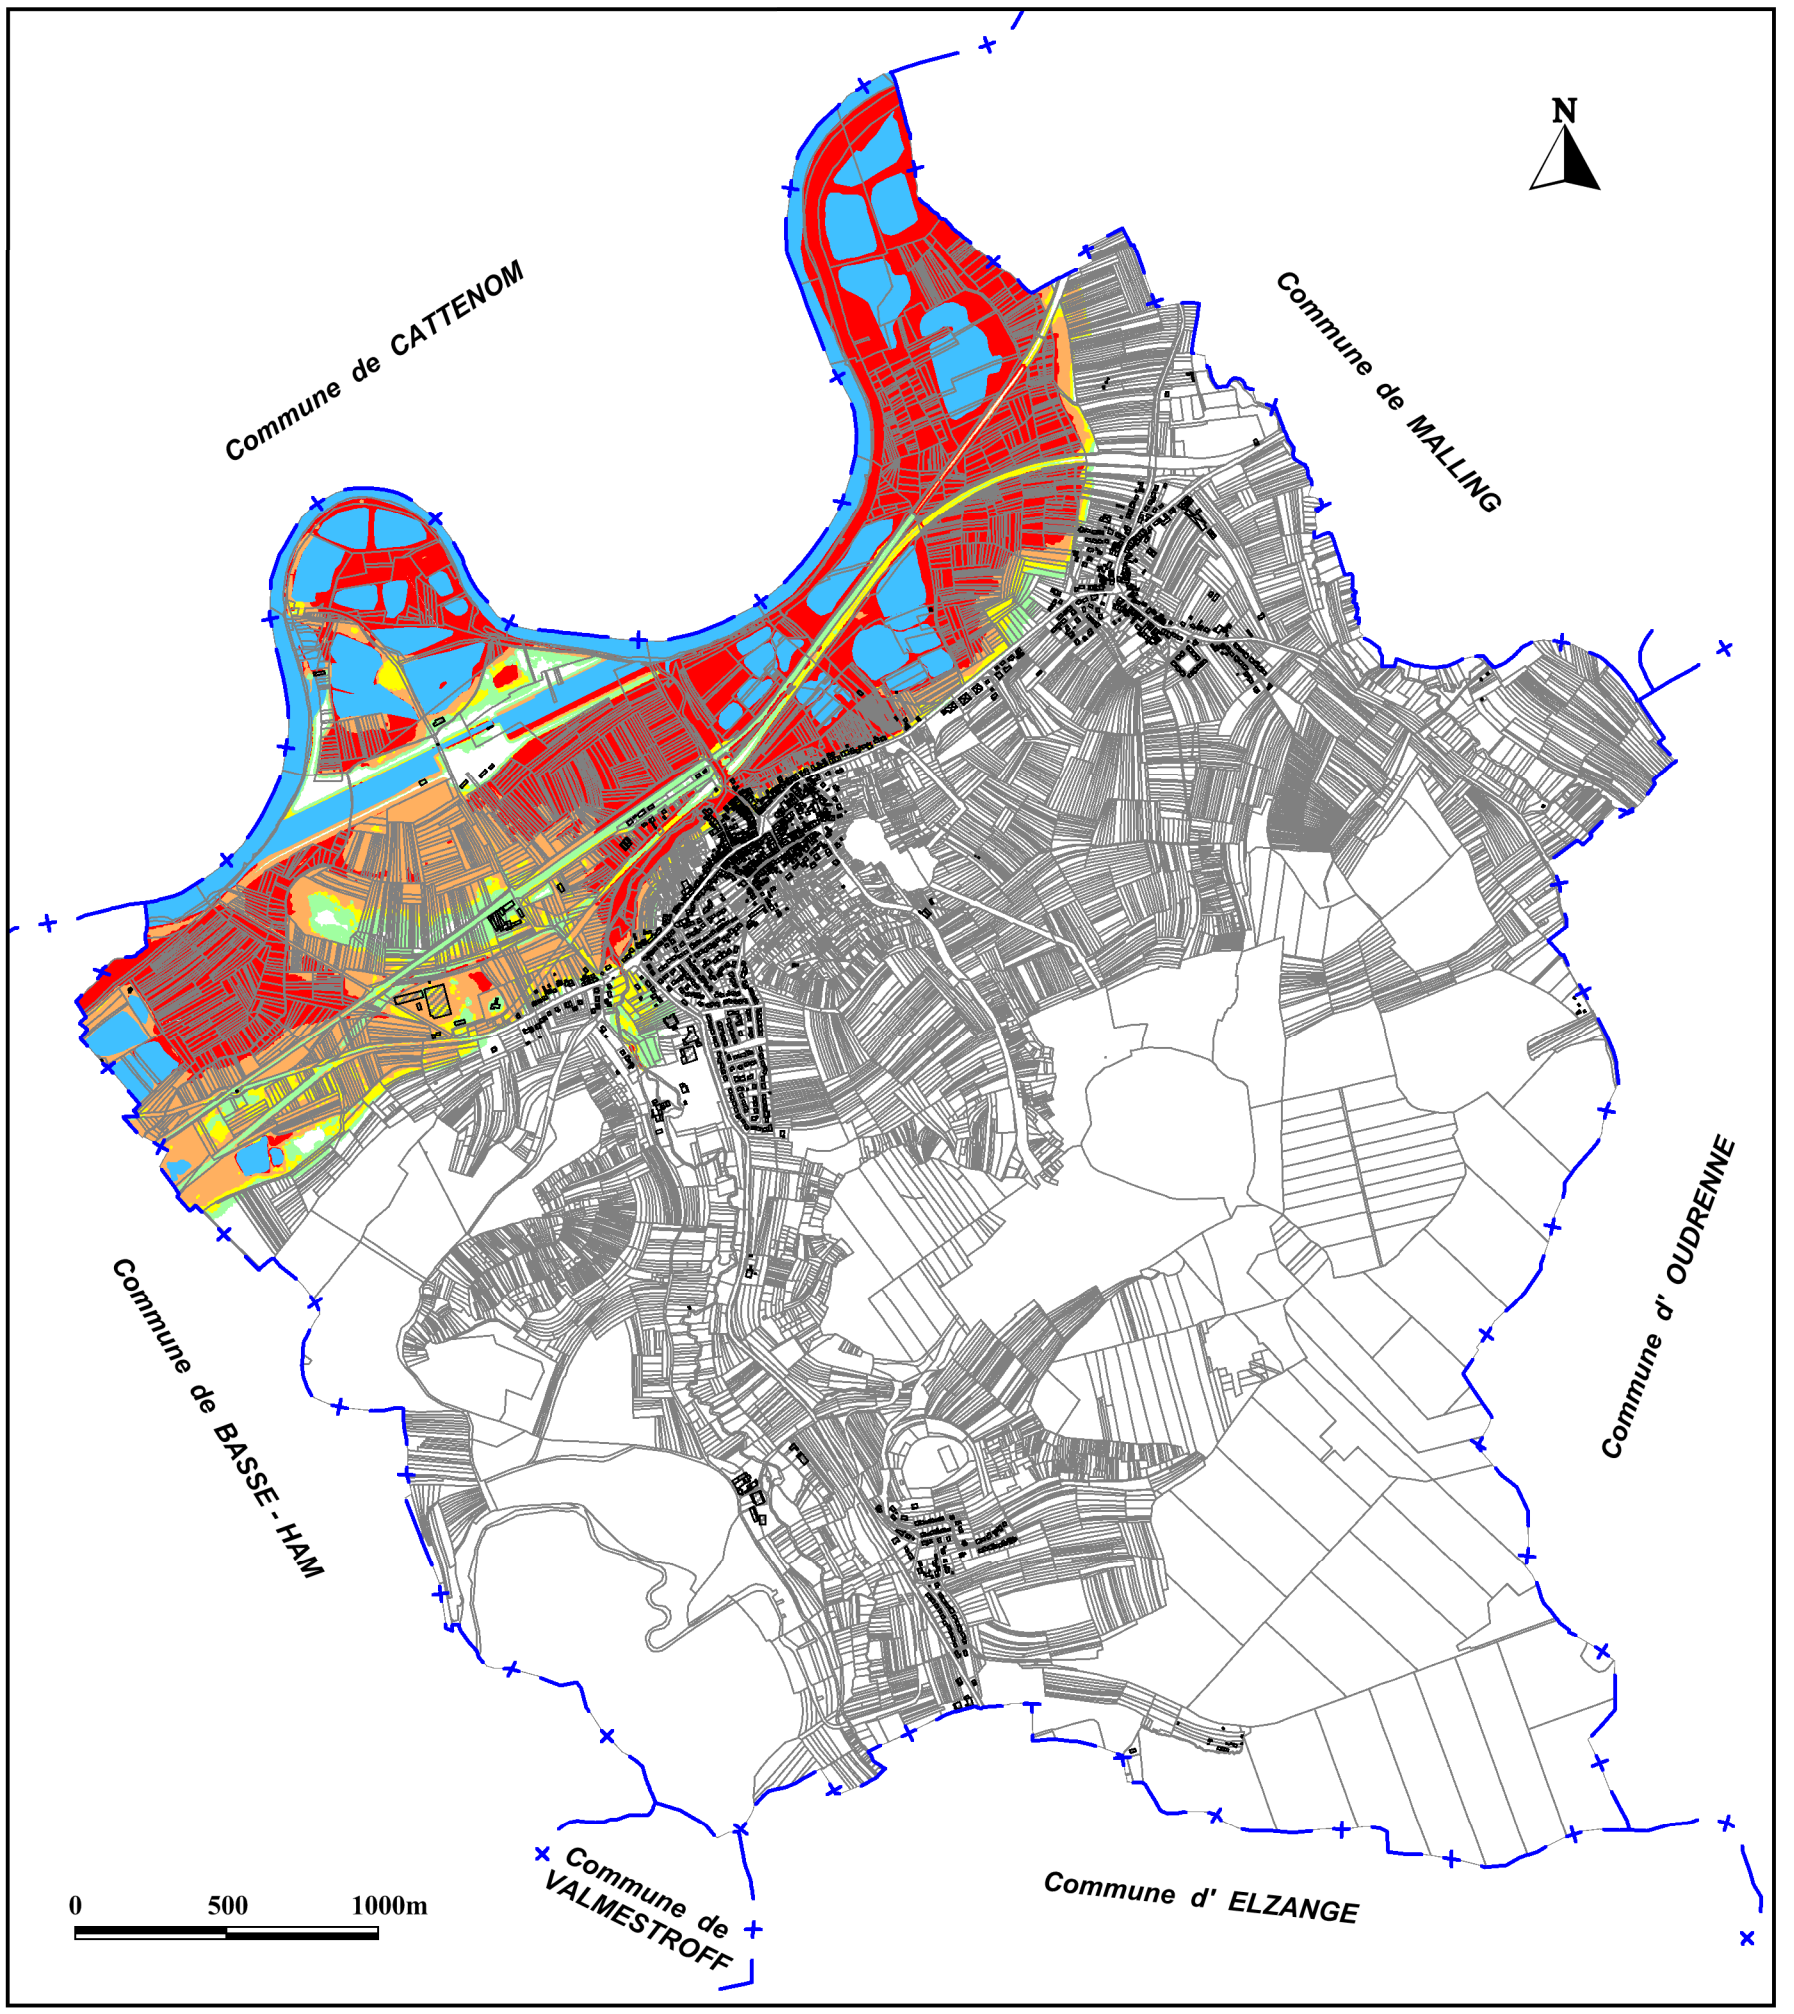 N
Commune de CATTENOM
Commune de MALLING
Commune d' OUDRENNE
Commune de BASSE - HAM
Commune de
VALMESTROFF
Commune d' ELZANGE
0 500 1000m